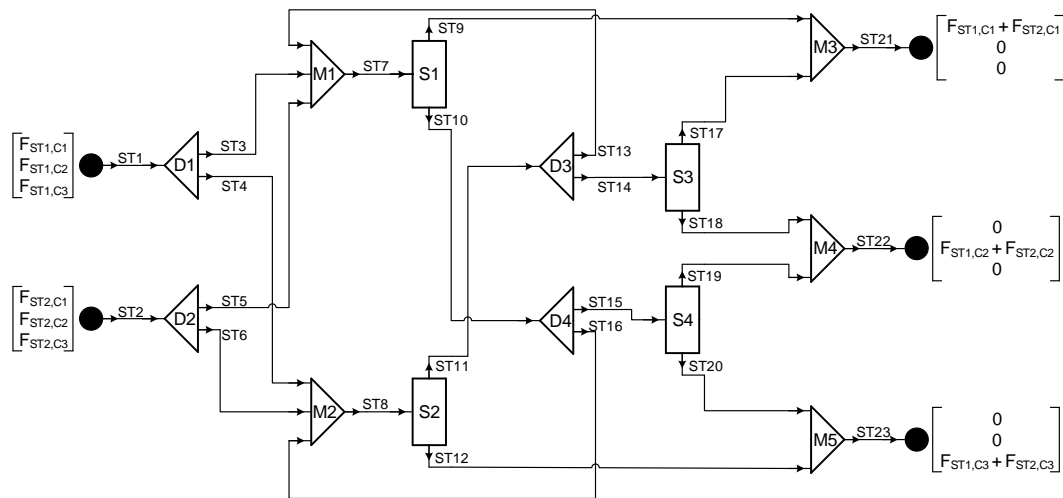 ST9
F_ST1,C1 + F_ST2,C1
0
0
M1
ST7
S1
M3
ST21
ST10
ST17
F_ST1,C1
F_ST1,C2
F_ST1,C3
ST1
D1
ST3
ST4
D3
ST13
ST14
S3
ST18
M4
ST22
0
F_ST1,C2 + F_ST2,C2
0
ST19
F_ST2,C1
F_ST2,C2
F_ST2,C3
ST2
D2
ST5
ST6
D4
ST15
ST16
S4
ST20
ST11
M2
ST8
S2
ST12
M5
ST23
0
0
F_ST1,C3 + F_ST2,C3